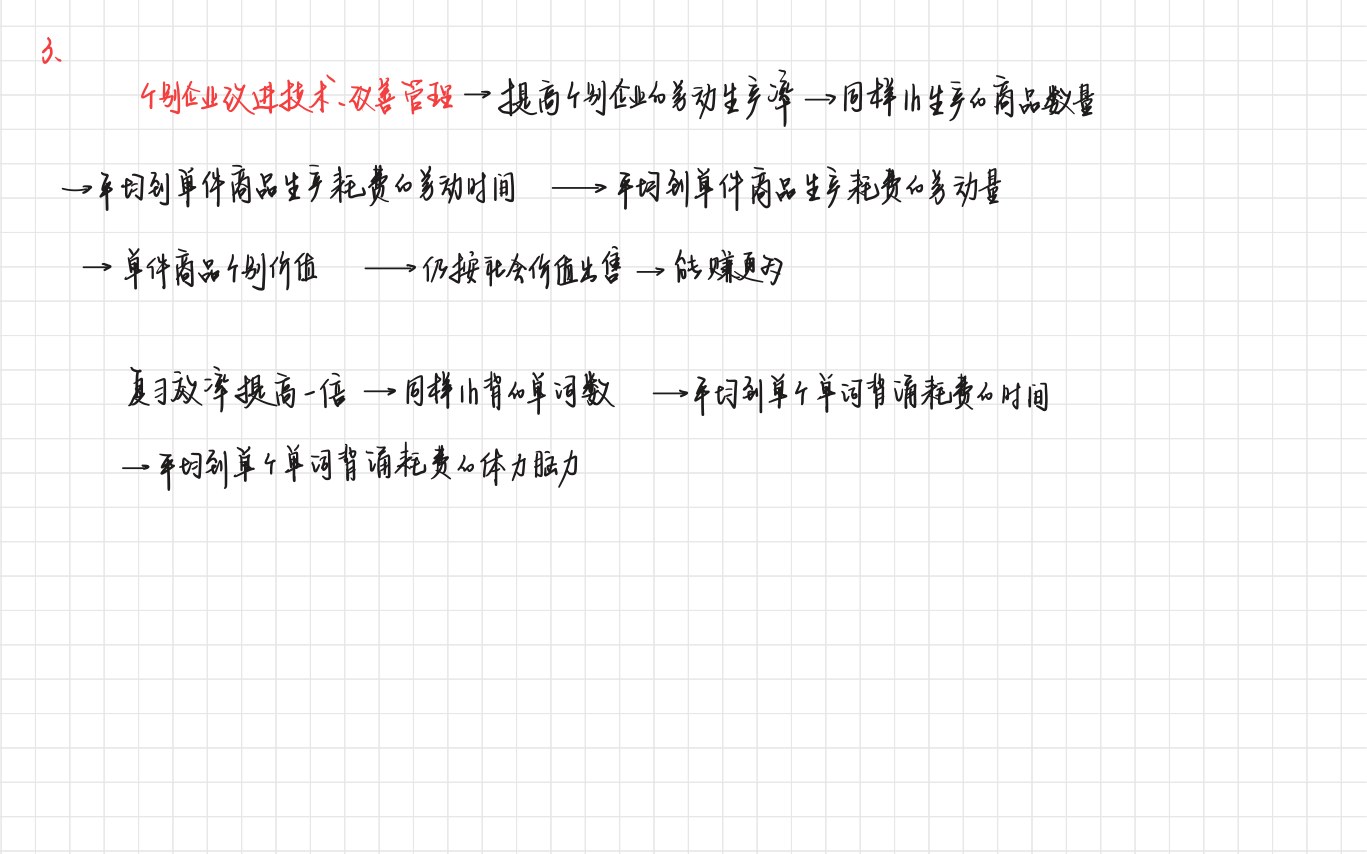 3、
个别企业改进技术、改善管理→提高个别企业的劳动生产率→同样1h生产的商品数量
→平均到单件商品生产耗费的劳动时间 →平均到单件商品生产耗费的劳动量
→单件商品个别价值 →仍按社会价值出售→能赚更多
复习效率提高一倍→同样1h背的单词数 →平均到单个单词背诵耗费的时间
→平均到单个单词背诵耗费的体力脑力